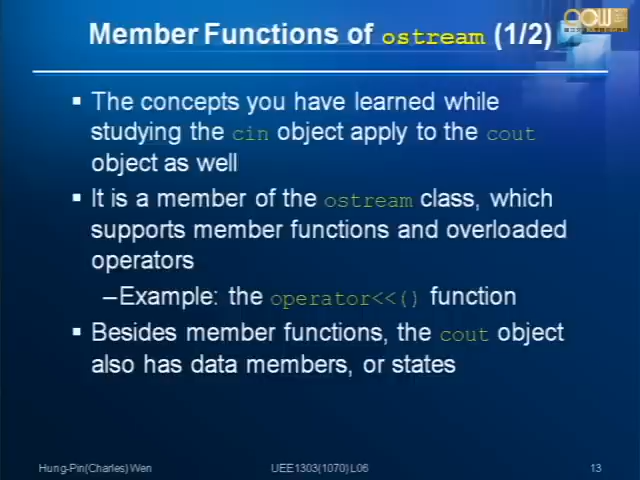 Member Functions of ostream (1/2)
▪ The concepts you have learned while
studying the cin object apply to the cout
object as well
▪ It is a member of the ostream class, which
supports member functions and overloaded
operators
–Example: the operator<<() function
▪ Besides member functions, the cout object
also has data members, or states
Hung-Pin(Charles) Wen
UEE1303(1070) L06
13